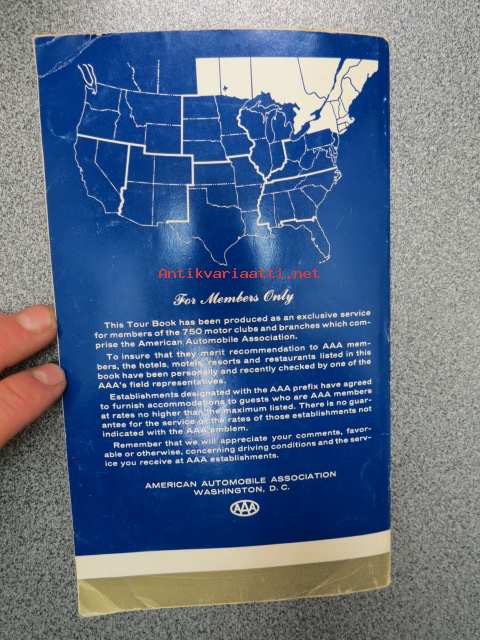 Antikvariaatti.net
For Members Only
This Tour Book has been produced as an exclusive service
for members of the 750 motor clubs and branches which com-
prise the American Automobile Association.
To insure that they merit recommendation to AAA mem-
bers, the hotels, motels, resorts and restaurants listed in this
book have been personally and recently checked by one of the
AAA's field representatives.
Establishments designated with the AAA prefix have agreed
to furnish accommodations to guests who are AAA members
at rates no higher than the maximum listed. There is no guar-
antee for the service or the rates of those establishments not
indicated with the AAA emblem.
Remember that we will appreciate your comments, favor-
able or otherwise, concerning driving conditions and the serv-
ice you receive at AAA establishments.
AMERICAN AUTOMOBILE ASSOCIATION
WASHINGTON, D. C.
AAA